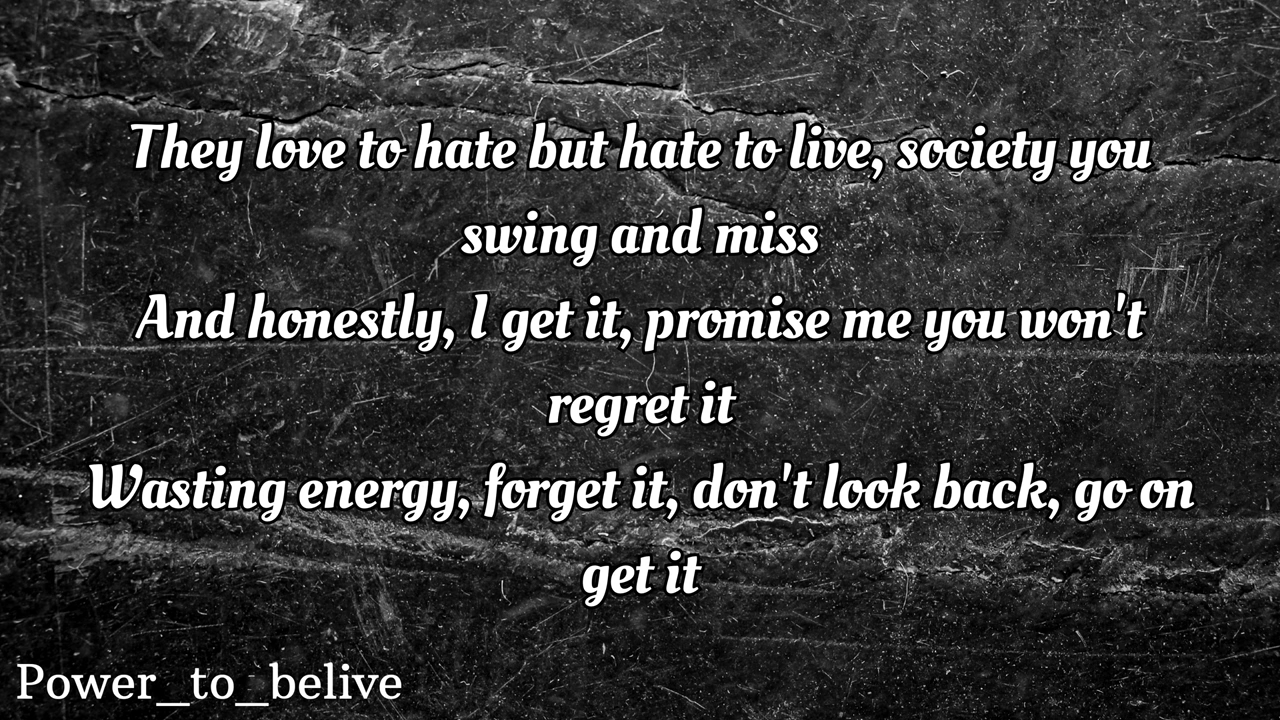 They love to hate but hate to live, society you
swing and miss
And honestly, I get it, promise me you won't
regret it
Wasting energy, forget it, don't look back, go on
get it
Power_to_belive